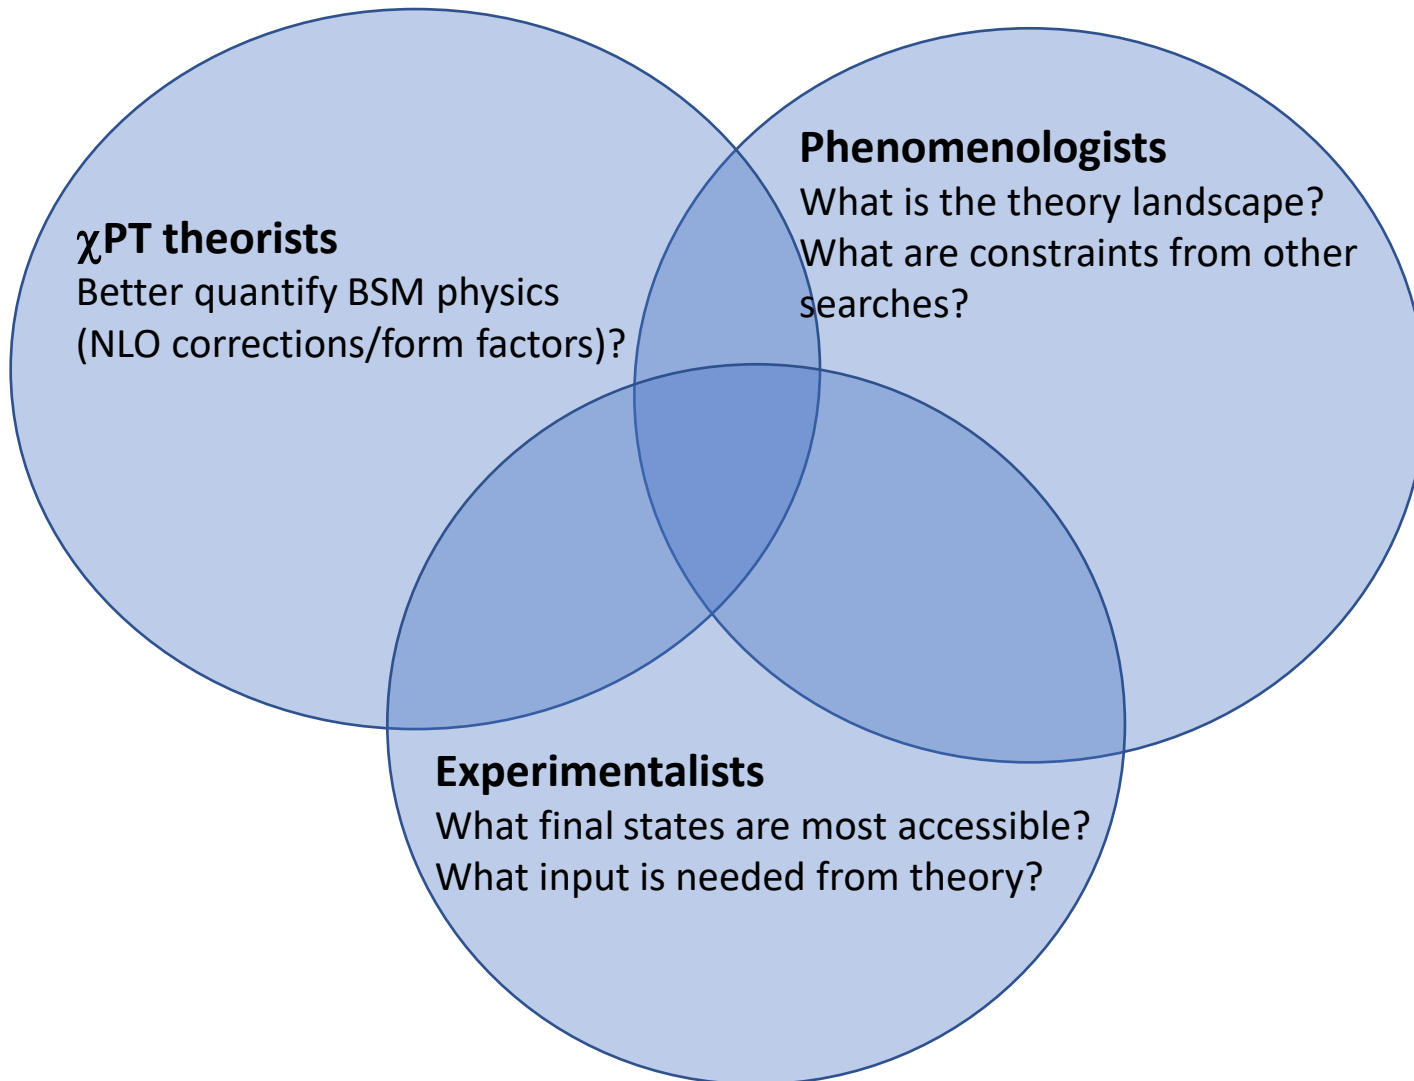 χPT theorists
Better quantify BSM physics
(NLO corrections/form factors)?
Phenomenologists
What is the theory landscape?
What are constraints from other
searches?
Experimentalists
What final states are most accessible?
What input is needed from theory?